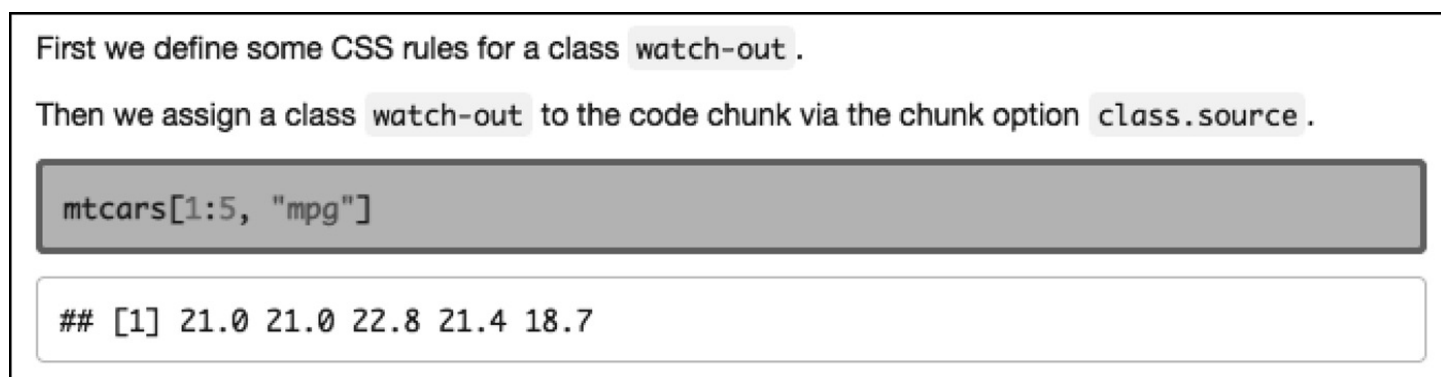 First we define some CSS rules for a class watch-out.
Then we assign a class watch-out to the code chunk via the chunk option class.source.
mtcars[1:5, "mpg"]
## [1] 21.0 21.0 22.8 21.4 18.7